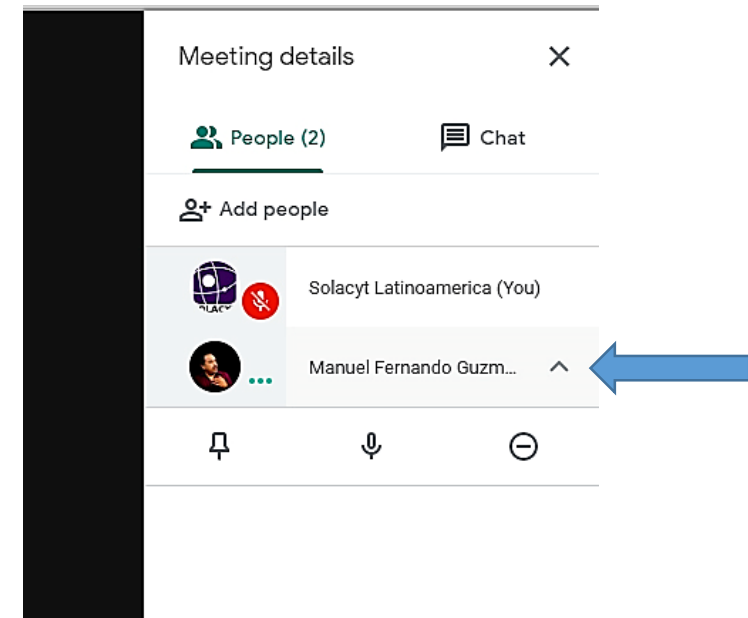 Meeting details
People (2)
Chat
Add people
Solacyt Latinoamerica (You)
Manuel Fernando Guzm...